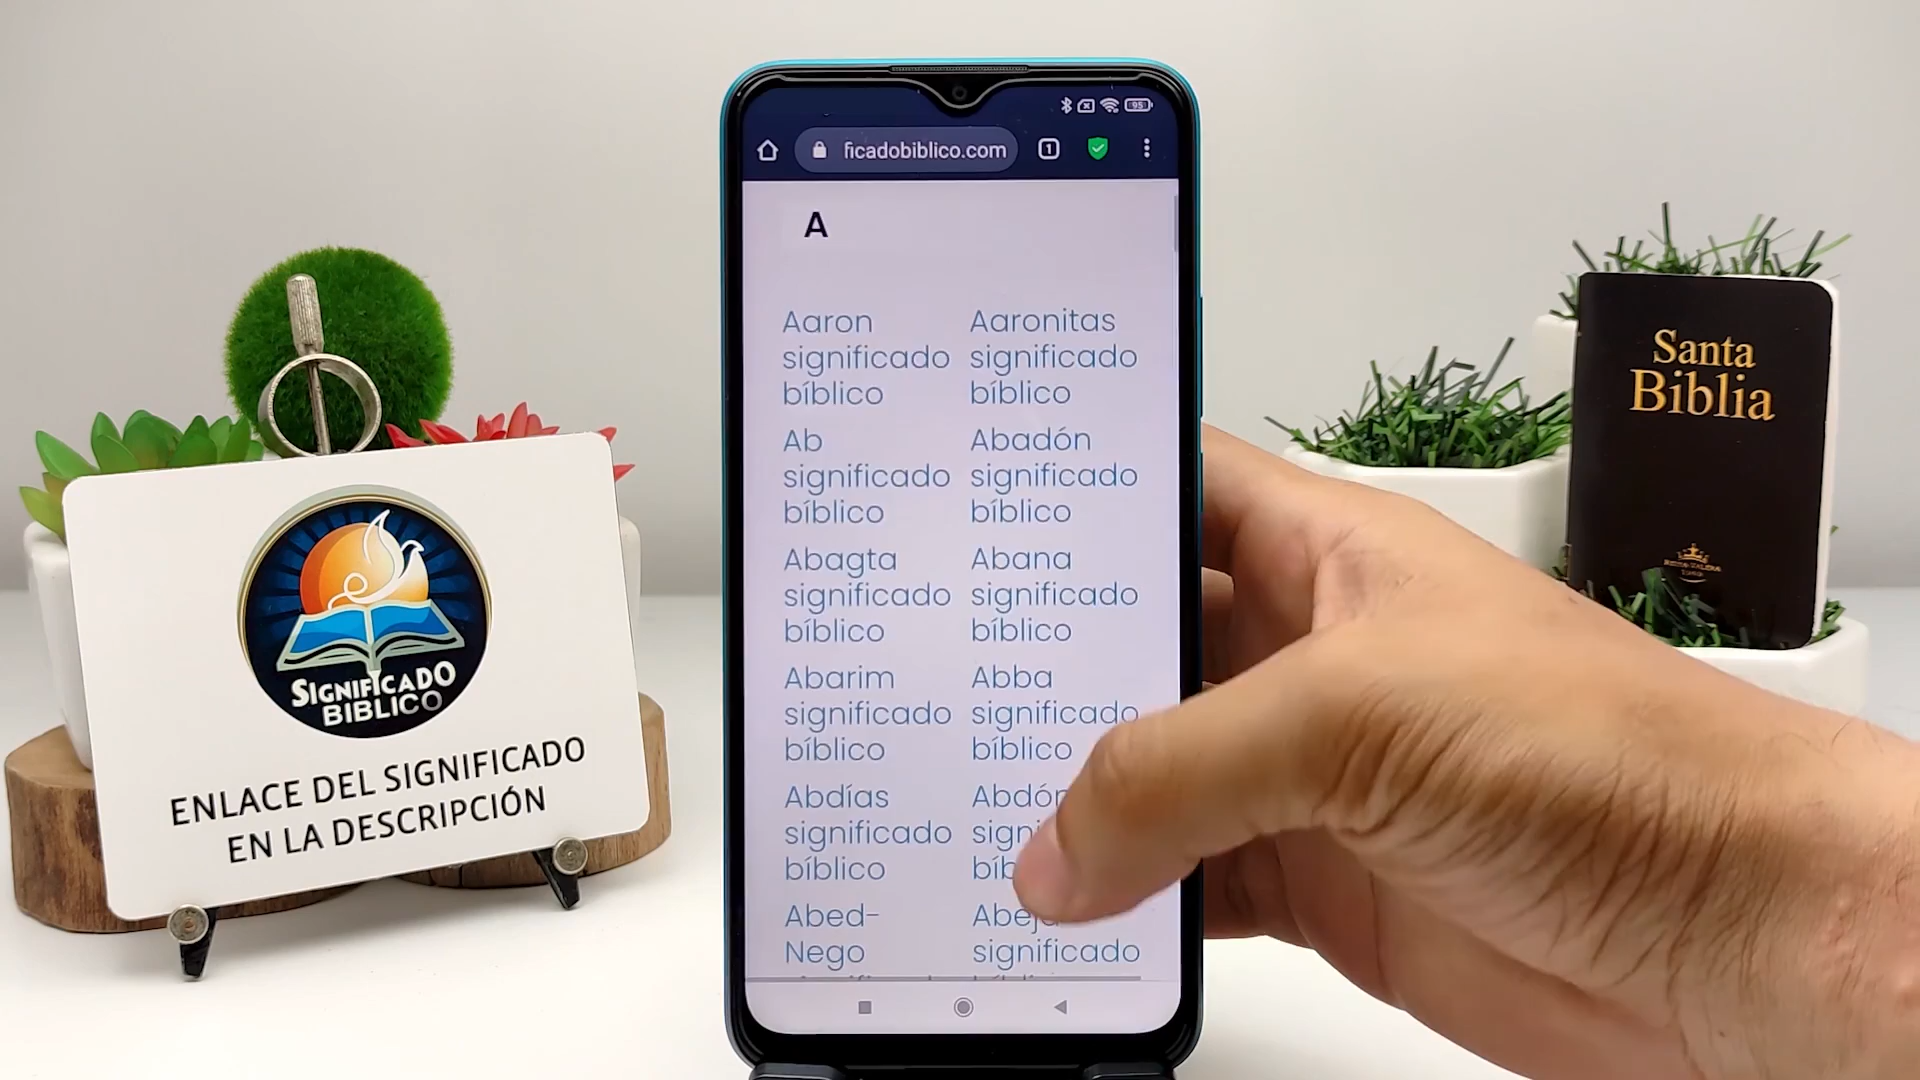 SIGNIFICADO
BIBLICO
ENLACE DEL SIGNIFICADO
EN LA DESCRIPCIÓN
95
ficadobiblico.com
1
A
Aaron
significado
bíblico
Aaronitas
significado
bíblico
Ab
significado
bíblico
Abadón
significado
bíblico
Abagta
significado
bíblico
Abana
significado
bíblico
Abarim
significado
bíblico
Abba
significado
bíblico
Abdías
significado
bíblico
Abed-
Nego
significado
Santa
Biblia